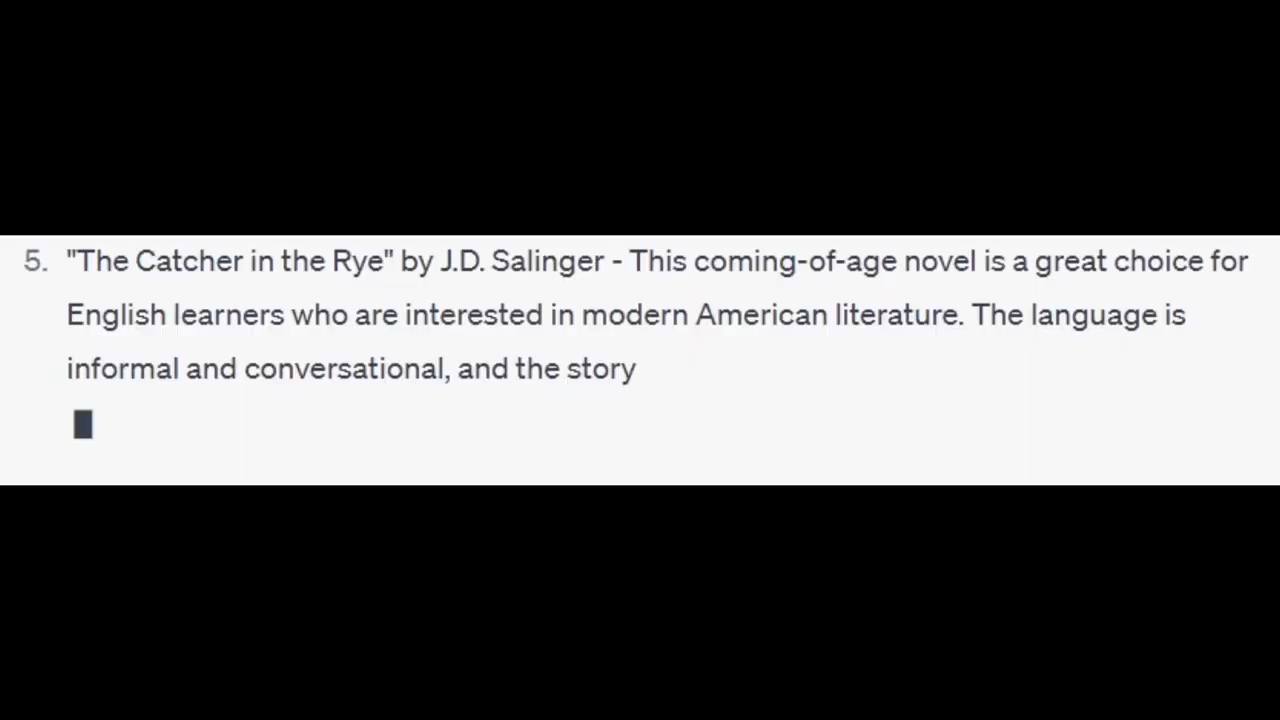 5. "The Catcher in the Rye" by J.D. Salinger - This coming-of-age novel is a great choice for
English learners who are interested in modern American literature. The language is
informal and conversational, and the story